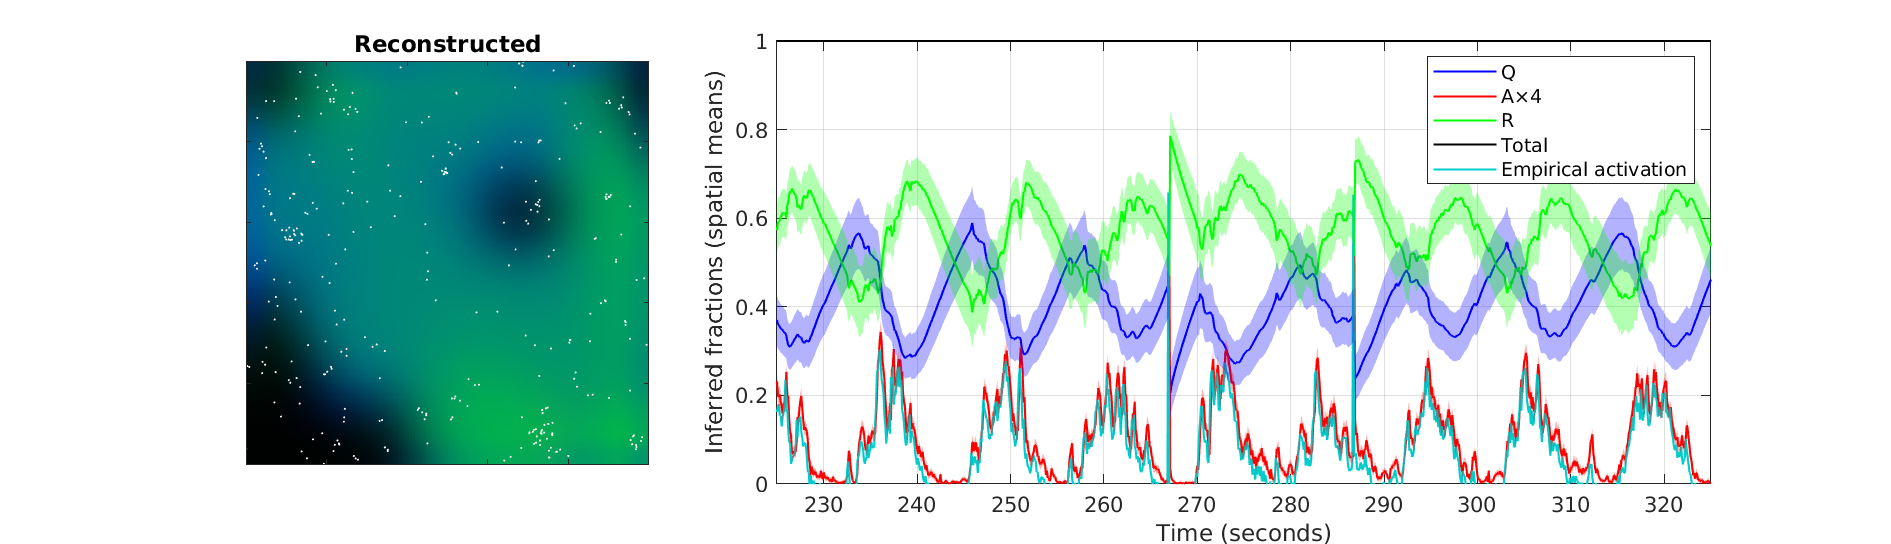 Reconstructed
Inferred fractions (spatial means)
1
0.8
0.6
0.4
0.2
0
Q
A×4
R
Total
Empirical activation
230 240 250 260 270 280 290 300 310 320
Time (seconds)